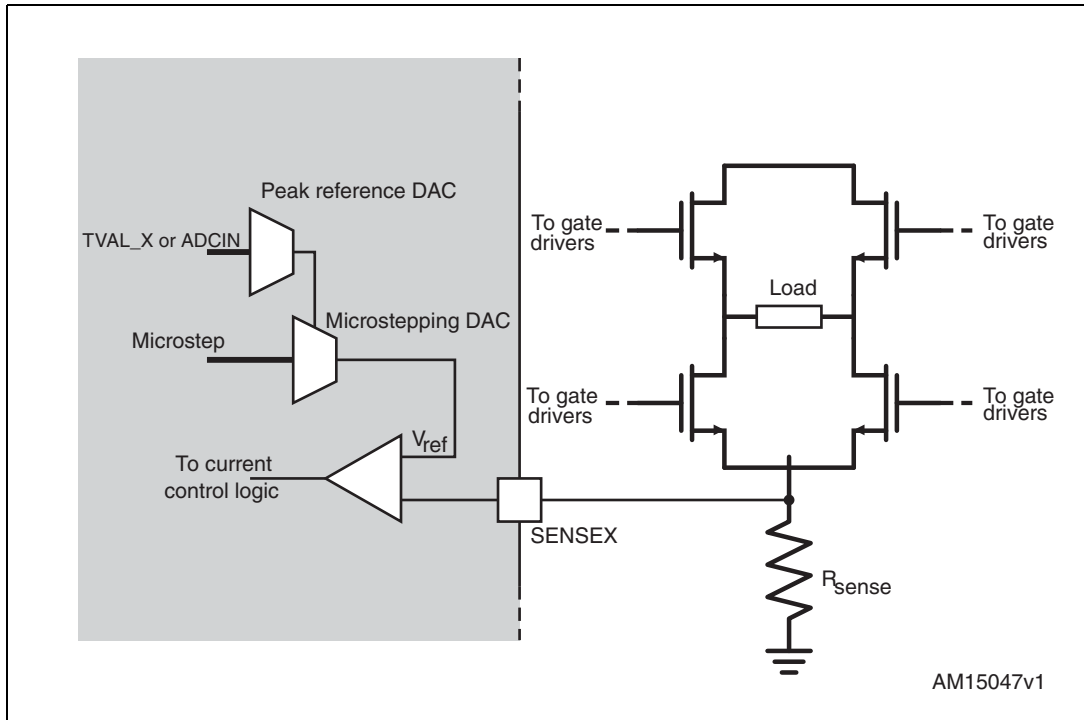 Peak reference DAC
TVAL_X or ADCIN
Microstepping DAC
Microstep
Vref
To current
control logic
SENSEX
To gate
drivers
To gate
drivers
Load
To gate
drivers
To gate
drivers
Rsense
AM15047v1